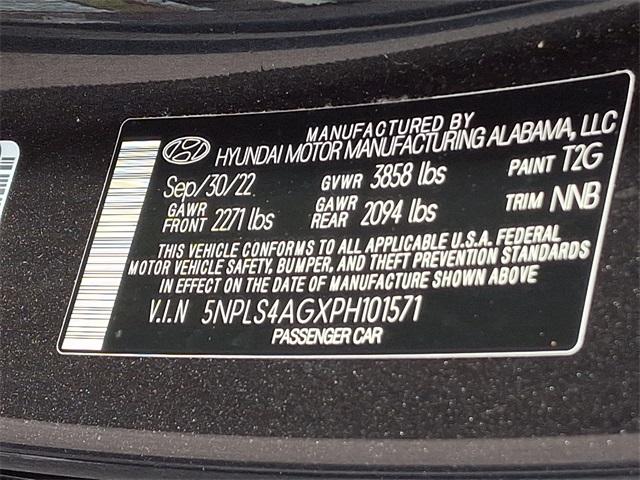 MANUFACTURED BY
HYUNDAI MOTOR MANUFACTURING ALABAMA, LLC
Sep/30/22 GVWR 3858 lbs PAINT T2G
GAWR FRONT 2271 lbs GAWR REAR 2094 lbs TRIM NNB
THIS VEHICLE CONFORMS TO ALL APPLICABLE U.S.A. FEDERAL
MOTOR VEHICLE SAFETY, BUMPER, AND THEFT PREVENTION STANDARDS
IN EFFECT ON THE DATE OF MANUFACTURE SHOWN ABOVE
V.I.N 5NPLS4AGXPH101571
PASSENGER CAR